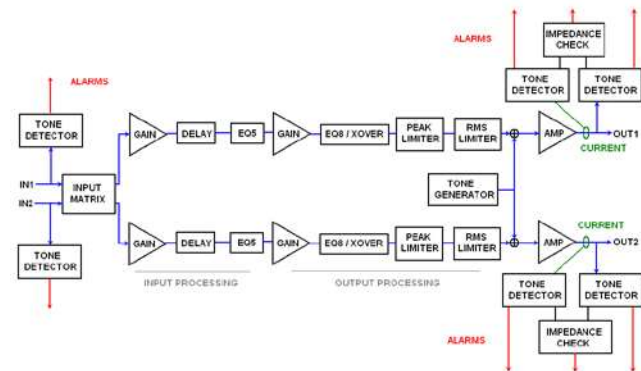 ALARMS
IMPEDANCE
CHECK
ALARMS
TONE
DETECTOR
TONE
DETECTOR
TONE
DETECTOR
GAIN
DELAY
EQ5
GAIN
EQ8 / XOVER
PEAK
LIMITER
RMS
LIMITER
AMP
OUT1
CURRENT
IN1
IN2
INPUT
MATRIX
TONE
GENERATOR
CURRENT
GAIN
DELAY
EQ5
GAIN
EQ8 / XOVER
PEAK
LIMITER
RMS
LIMITER
AMP
OUT2
TONE
DETECTOR
INPUT PROCESSING
OUTPUT PROCESSING
TONE
DETECTOR
TONE
DETECTOR
ALARMS
IMPEDANCE
CHECK